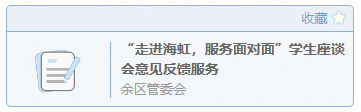 收藏
“走进海虹，服务面对面”学生座谈
会意见反馈服务
余区管委会